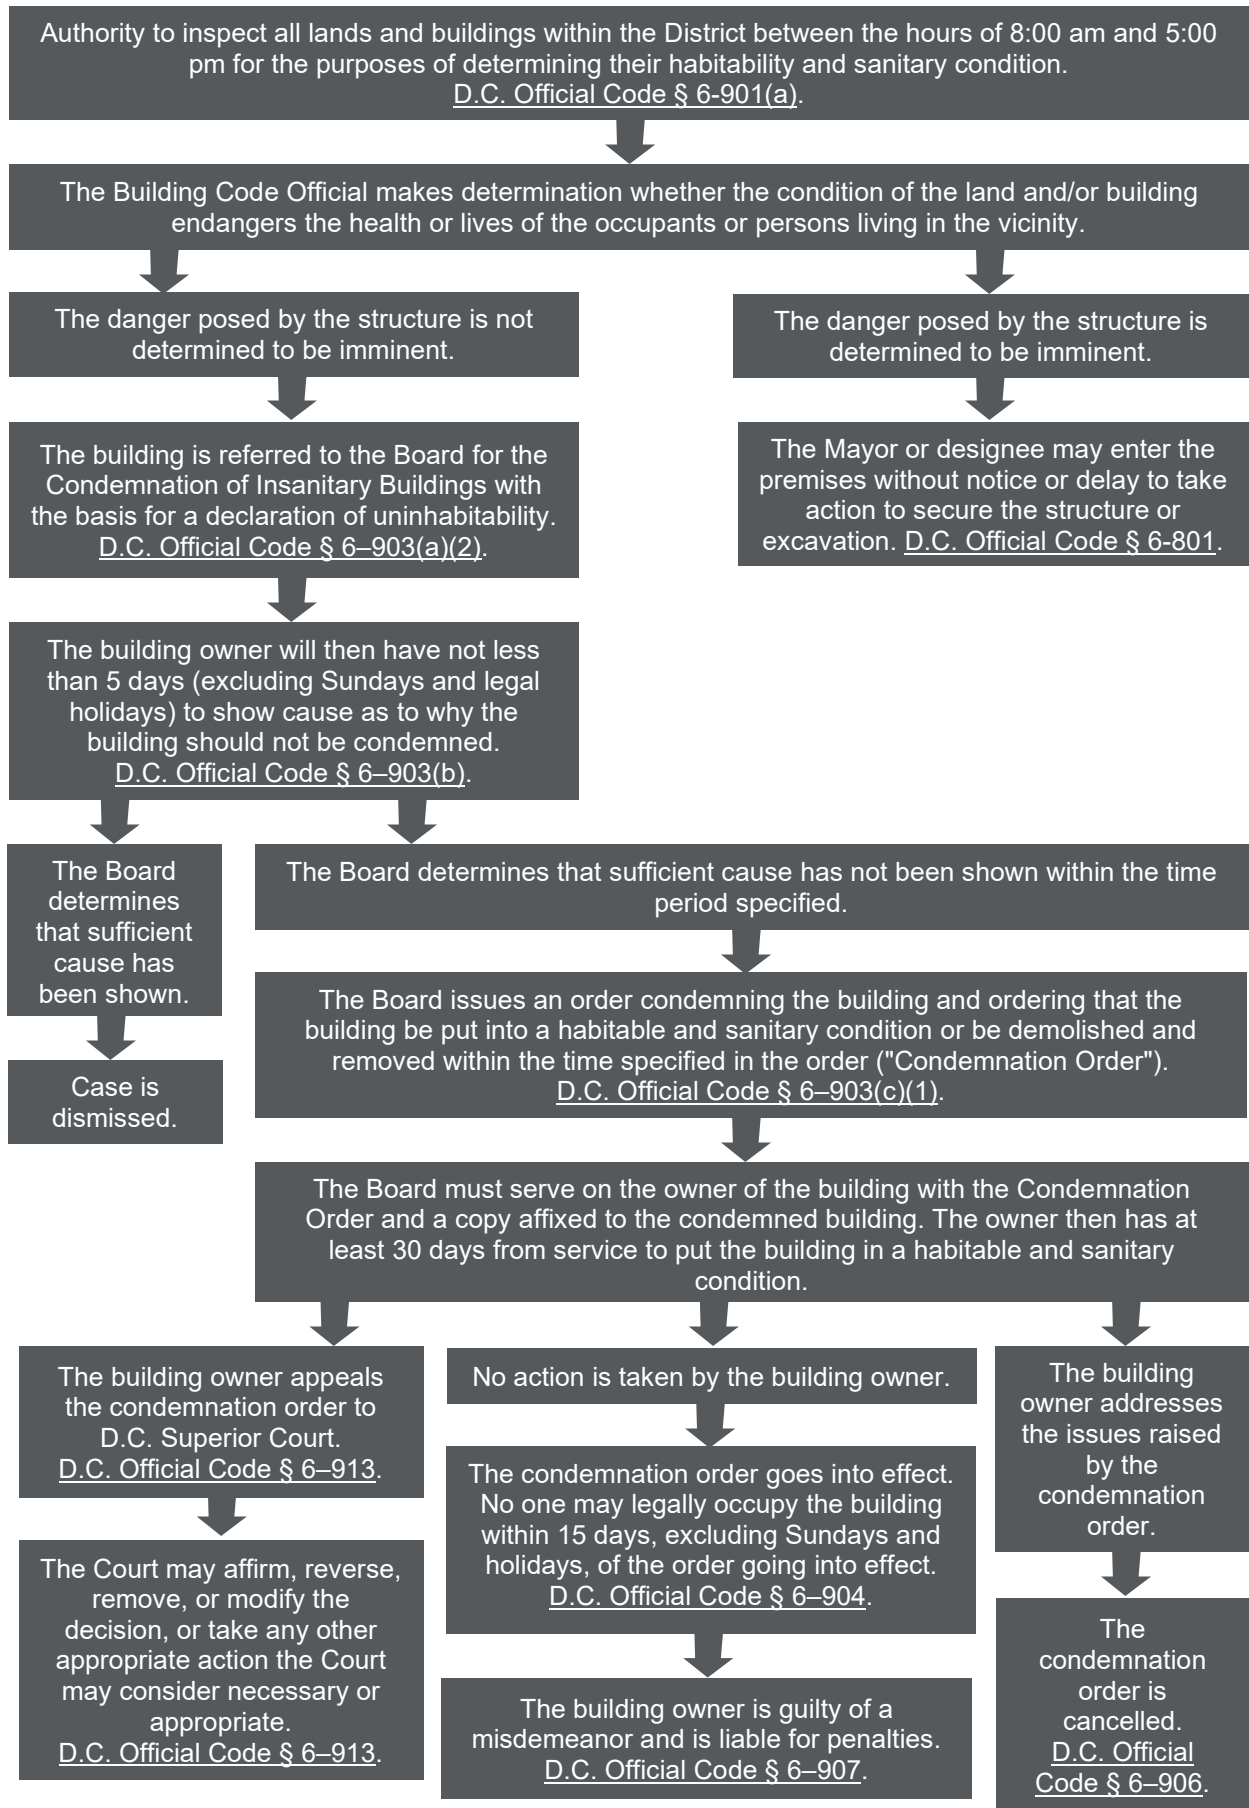 Authority to inspect all lands and buildings within the District between the hours of 8:00 am and 5:00
pm for the purposes of determining their habitability and sanitary condition.
D.C. Official Code § 6-901(a).
The Building Code Official makes determination whether the condition of the land and/or building
endangers the health or lives of the occupants or persons living in the vicinity.
The danger posed by the structure is not
determined to be imminent.
The danger posed by the structure is
determined to be imminent.
The building is referred to the Board for the
Condemnation of Insanitary Buildings with
the basis for a declaration of uninhabitability.
D.C. Official Code § 6–903(a)(2).
The Mayor or designee may enter the
premises without notice or delay to take
action to secure the structure or
excavation. D.C. Official Code § 6-801.
The building owner will then have not less
than 5 days (excluding Sundays and legal
holidays) to show cause as to why the
building should not be condemned.
D.C. Official Code § 6–903(b).
The Board
determines
that sufficient
cause has
been shown.
Case is
dismissed.
The Board determines that sufficient cause has not been shown within the time
period specified.
The Board issues an order condemning the building and ordering that the
building be put into a habitable and sanitary condition or be demolished and
removed within the time specified in the order ("Condemnation Order").
D.C. Official Code § 6–903(c)(1).
The Board must serve on the owner of the building with the Condemnation
Order and a copy affixed to the condemned building. The owner then has at
least 30 days from service to put the building in a habitable and sanitary
condition.
The building owner appeals
the condemnation order to
D.C. Superior Court.
D.C. Official Code § 6–913.
The Court may affirm, reverse,
remove, or modify the
decision, or take any other
appropriate action the Court
may consider necessary or
appropriate.
D.C. Official Code § 6–913.
No action is taken by the building owner.
The condemnation order goes into effect.
No one may legally occupy the building
within 15 days, excluding Sundays and
holidays, of the order going into effect.
D.C. Official Code § 6–904.
The building owner is guilty of a
misdemeanor and is liable for penalties.
D.C. Official Code § 6–907.
The building
owner addresses
the issues raised
by the
condemnation
order.
The
condemnation
order is
cancelled.
D.C. Official
Code § 6–906.